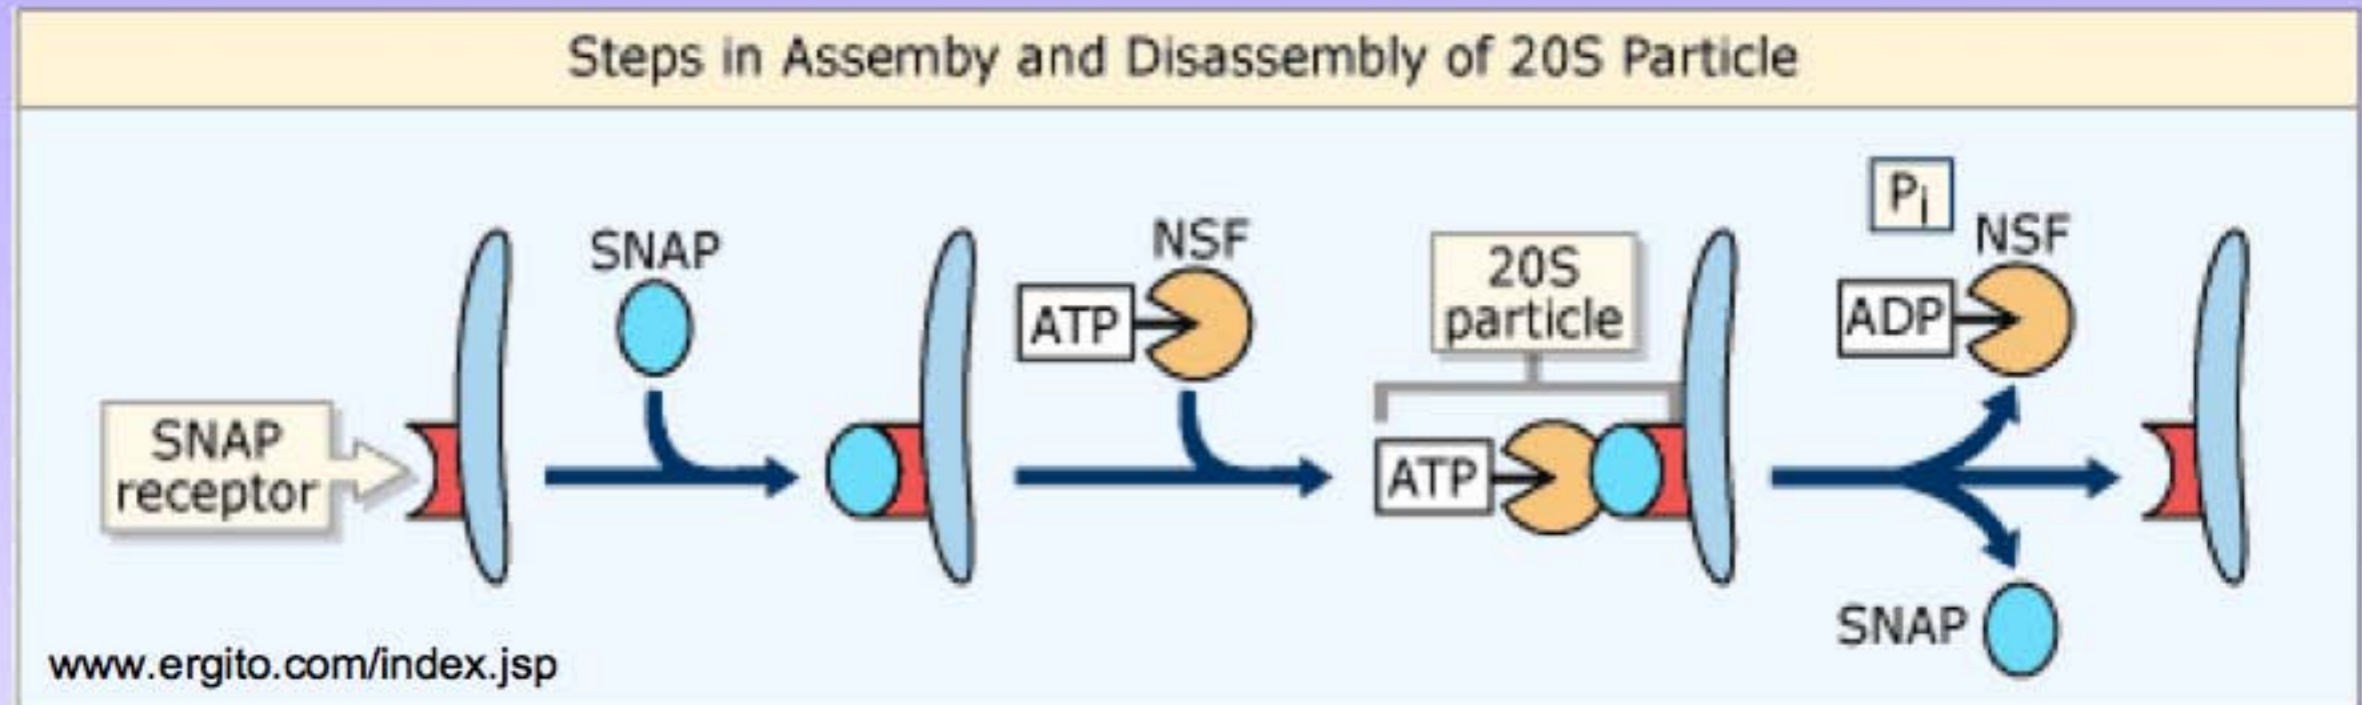 Steps in Assemby and Disassembly of 20S Particle
SNAP
receptor
SNAP
ATP
NSF
20S
particle
ATP
Pi
NSF
ADP
SNAP
www.ergito.com/index.jsp